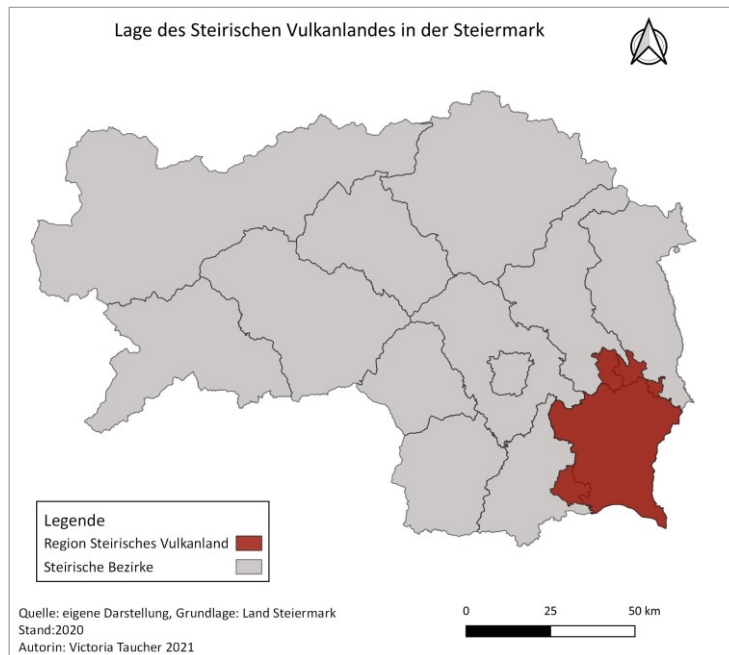 Lage des Steirischen Vulkanlandes in der Steiermark
Legende
Region Steirisches Vulkanland
Steirische Bezirke
Quelle: eigene Darstellung, Grundlage: Land Steiermark
Stand:2020
Autorin: Victoria Taucher 2021
0 25 50 km